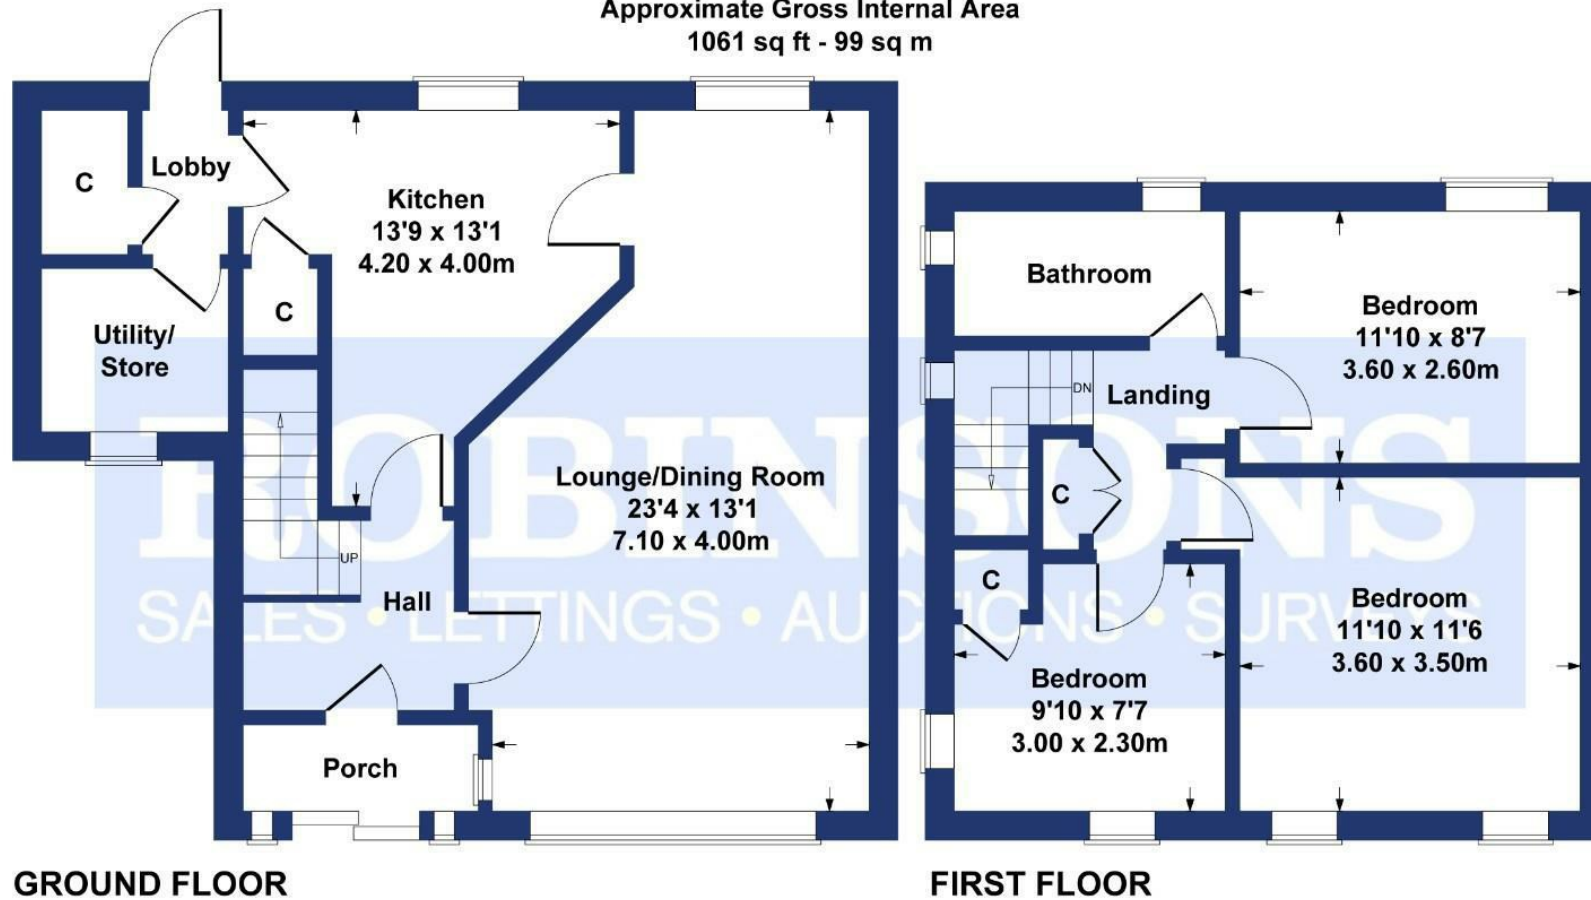 Approximate Gross Internal Area
1061 sq ft - 99 sq m
Lobby
C
Kitchen
13'9 x 13'1
4.20 x 4.00m
C
Utility/
Store
Lounge/Dining Room
23'4 x 13'1
7.10 x 4.00m
UP
Hall
Porch
GROUND FLOOR
Bathroom
Bedroom
11'10 x 8'7
3.60 x 2.60m
DN
Landing
C
C
Bedroom
11'10 x 11'6
3.60 x 3.50m
Bedroom
9'10 x 7'7
3.00 x 2.30m
FIRST FLOOR
ROBINSONS
SALES • LETTINGS • AUCTIONS • SURVEYS